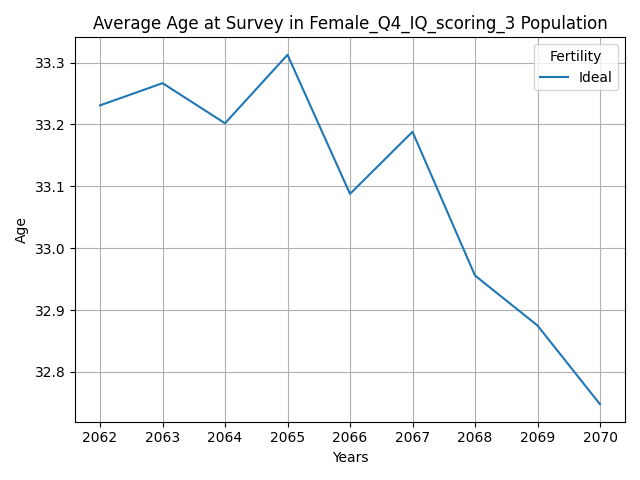 Average Age at Survey in Female_Q4_IQ_scoring_3 Population
Fertility
Ideal
33.3
33.2
33.1
33.0
32.9
32.8
Age
2062 2063 2064 2065 2066 2067 2068 2069 2070
Years